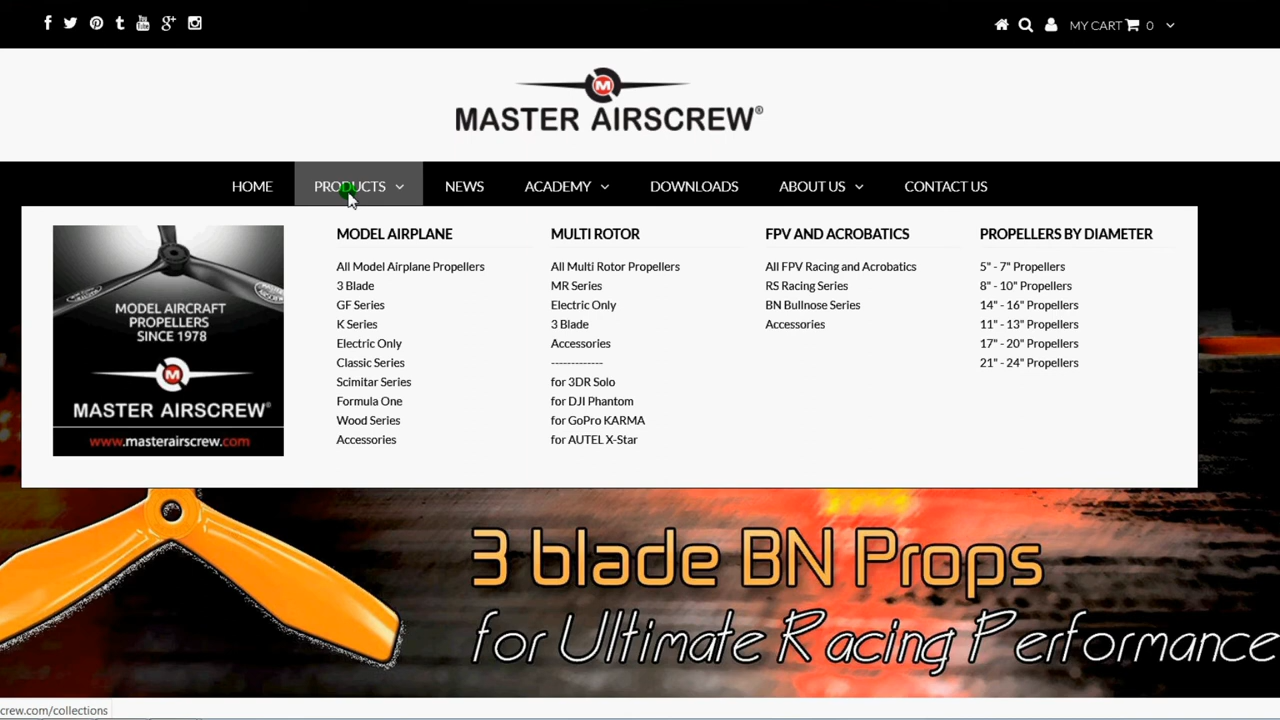 MY CART 0
MASTER AIRSCREW®
HOME PRODUCTS NEWS ACADEMY DOWNLOADS ABOUT US CONTACT US
MODEL AIRCRAFT
PROPELLERS
SINCE 1978
M
MASTER AIRSCREW®
www.masterairscrew.com
MODEL AIRPLANE
All Model Airplane Propellers
3 Blade
GF Series
K Series
Electric Only
Classic Series
Scimitar Series
Formula One
Wood Series
Accessories
MULTI ROTOR
All Multi Rotor Propellers
MR Series
Electric Only
3 Blade
Accessories
-------------
for 3DR Solo
for DJI Phantom
for GoPro KARMA
for AUTEL X-Star
FPV AND ACROBATICS
All FPV Racing and Acrobatics
RS Racing Series
BN Bullnose Series
Accessories
PROPELLERS BY DIAMETER
5" - 7" Propellers
8" - 10" Propellers
14" - 16" Propellers
11" - 13" Propellers
17" - 20" Propellers
21" - 24" Propellers
3 blade BN Props
for Ultimate Racing Performance
crew.com/collections